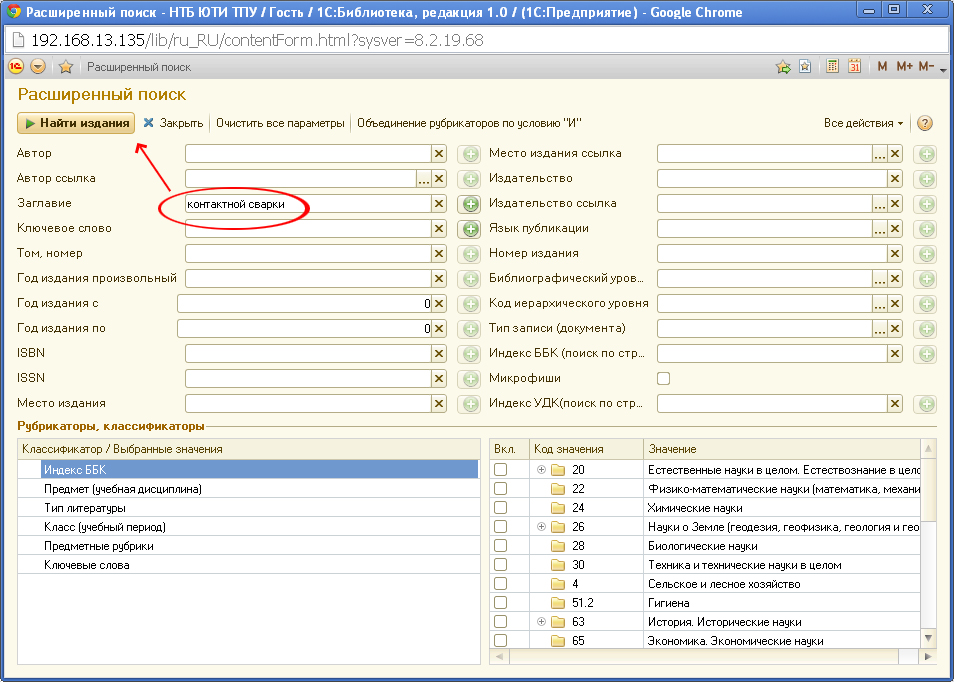 Расширенный поиск - НТБ ЮТИ ТПУ / Гость / 1С:Библиотека, редакция 1.0 / (1С:Предприятие) - Google Chrome
192.168.13.135/lib/ru_RU/contentForm.html?sysver=8.2.19.68
1С Расширенный поиск 31 M M+ M-
Расширенный поиск
Найти издания Закрыть Очистить все параметры Объединение рубрикаторов по условию "И" Все действия ?
Автор
Автор ссылка ...
Заглавие контактной сварки
Ключевое слово
Том, номер
Год издания произвольный
Год издания с 0
Год издания по 0
ISBN
ISSN
Место издания
Место издания ссылка ...
Издательство
Издательство ссылка ...
Язык публикации ...
Номер издания
Библиографический уров... ...
Код иерархического уровня ...
Тип записи (документа) ...
Индекс ББК (поиск по стр...
Микрофиши
Индекс УДК(поиск по стр...
Рубрикаторы, классификаторы
Классификатор / Выбранные значения
Индекс ББК
Предмет (учебная дисциплина)
Тип литературы
Класс (учебный период)
Предметные рубрики
Ключевые слова
Вкл. Код значения Значение
20 Естественные науки в целом. Естествознание в цело
22 Физико-математические науки (математика, механи
24 Химические науки
26 Науки о Земле (геодезия, геофизика, геология и гео
28 Биологические науки
30 Техника и технические науки в целом
4 Сельское и лесное хозяйство
51.2 Гигиена
63 История. Исторические науки
65 Экономика. Экономические науки